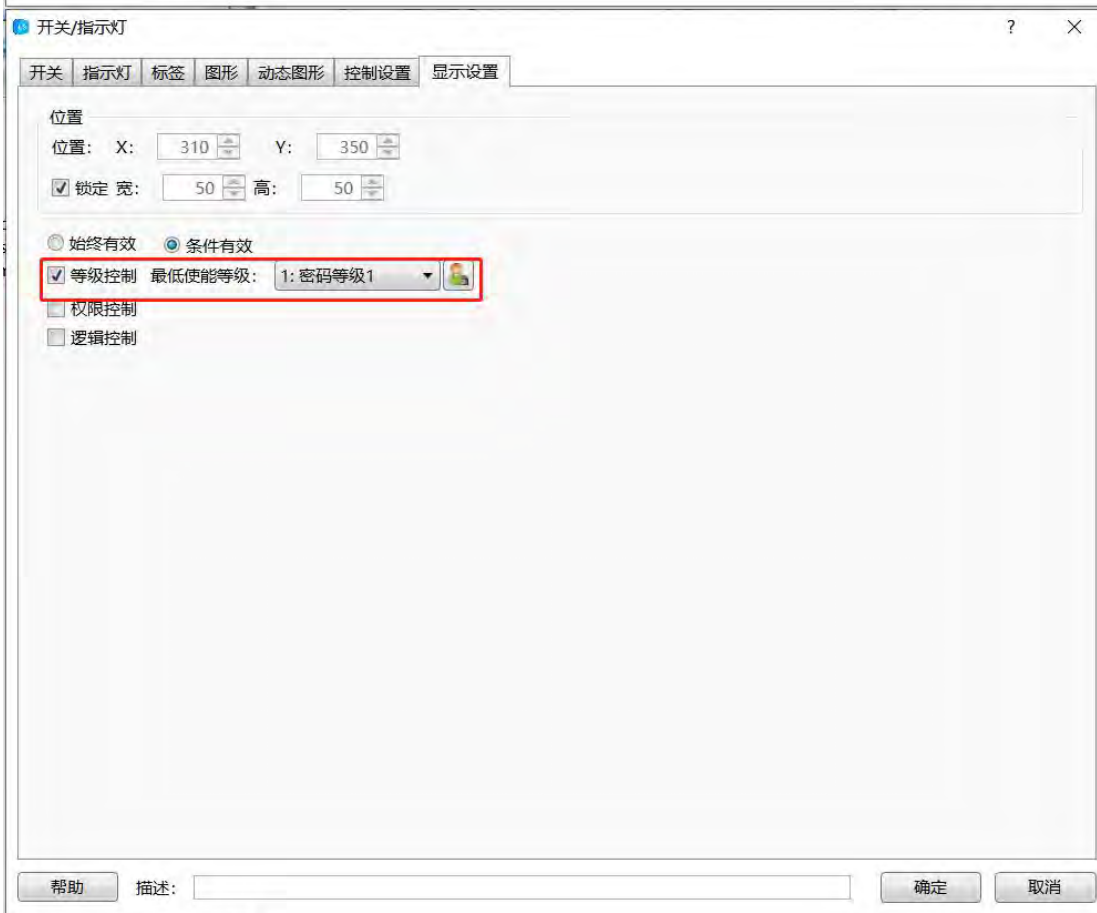 开关/指示灯 ?
开关 指示灯 标签 图形 动态图形 控制设置 显示设置
位置
位置: X: 310 Y: 350
锁定 宽: 50 高: 50
始终有效 条件有效
等级控制 最低使能等级: 1: 密码等级1
权限控制
逻辑控制
帮助 描述: 确定 取消